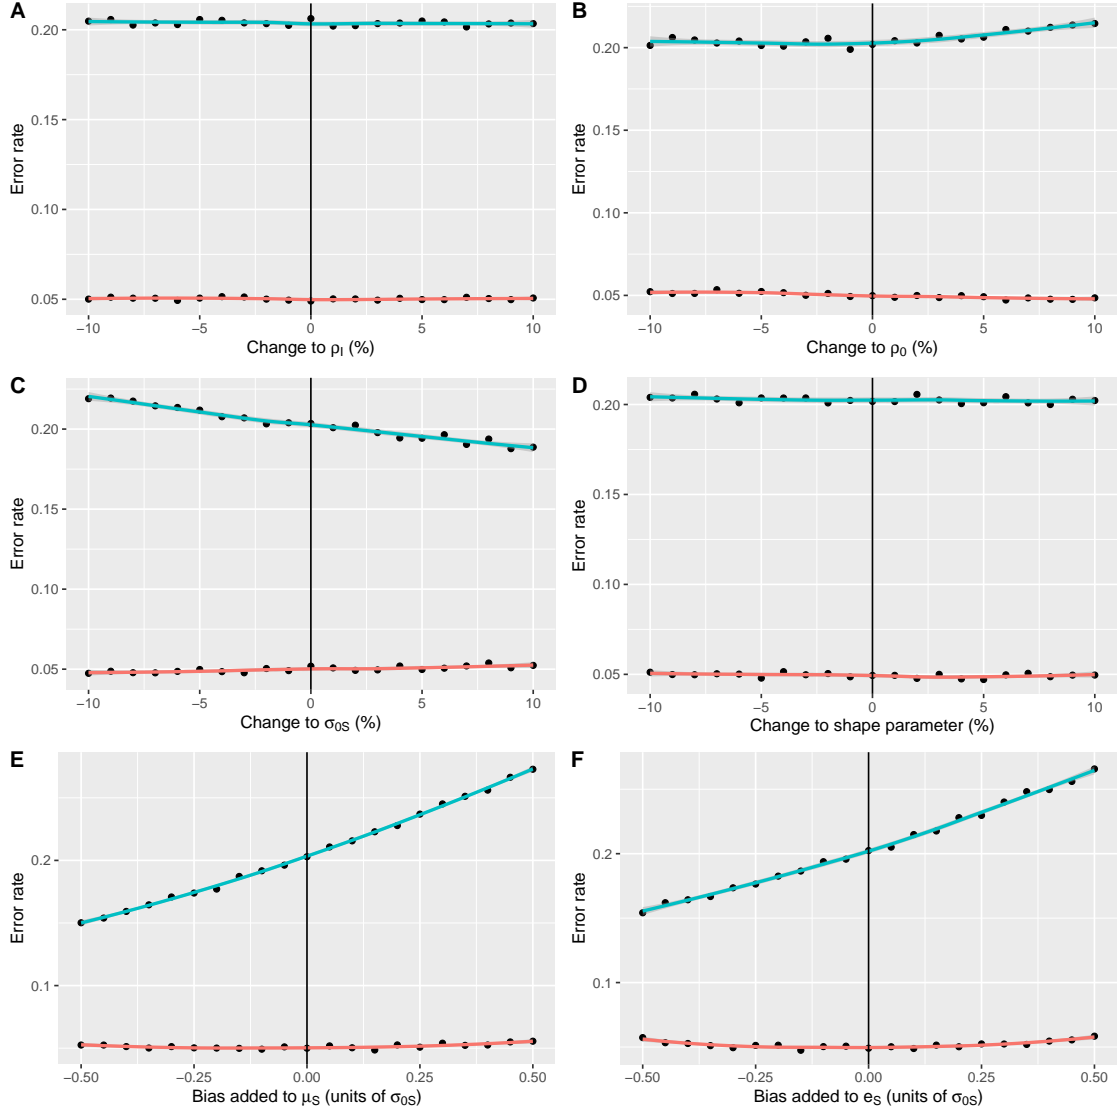 A
Error rate
0.20
0.15
0.10
0.05
−10 −5 0 5 10
Change to ρI (%)
B
Error rate
0.20
0.15
0.10
0.05
−10 −5 0 5 10
Change to ρ0 (%)
C
Error rate
0.20
0.15
0.10
0.05
−10 −5 0 5 10
Change to σ0S (%)
D
Error rate
0.20
0.15
0.10
0.05
−10 −5 0 5 10
Change to shape parameter (%)
E
Error rate
0.2
0.1
−0.50 −0.25 0.00 0.25 0.50
Bias added to μS (units of σ0S)
F
Error rate
0.2
0.1
−0.50 −0.25 0.00 0.25 0.50
Bias added to eS (units of σ0S)